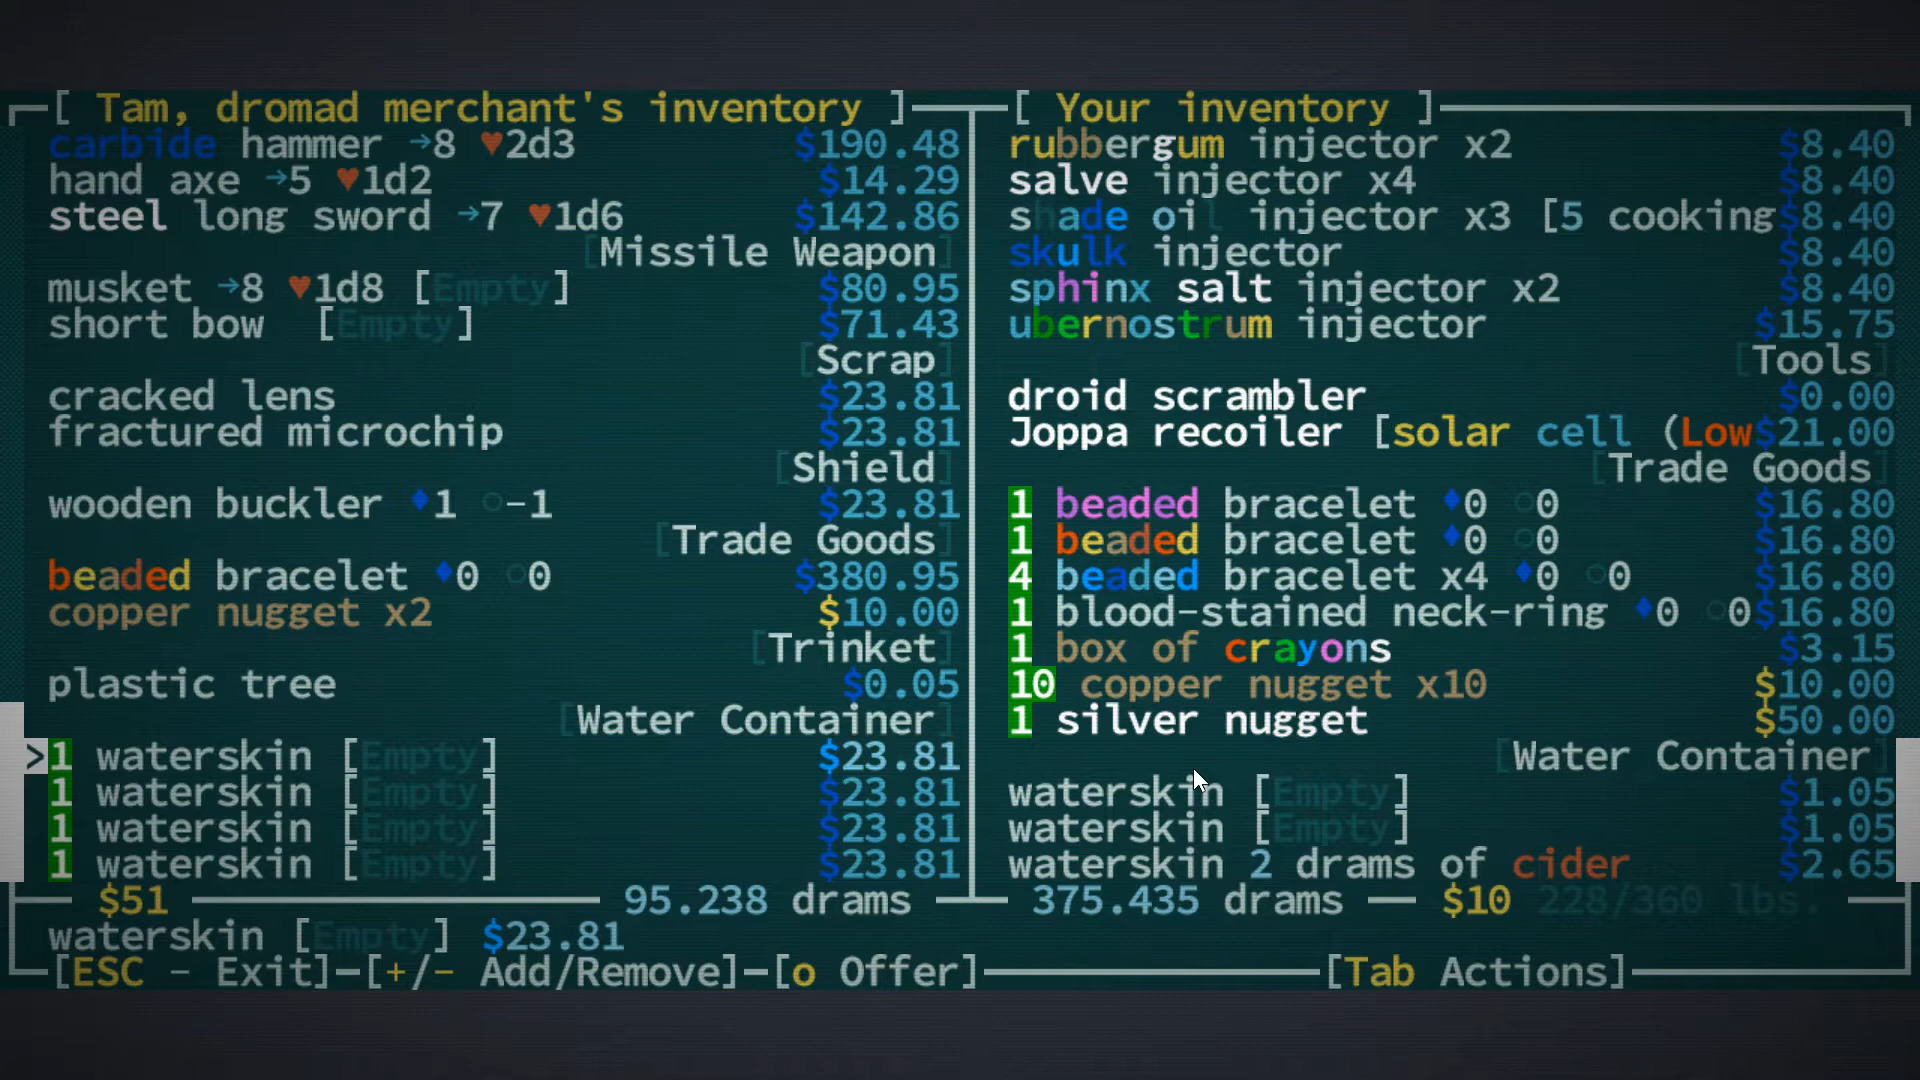 [ Tam, dromad merchant's inventory ]
carbide hammer →8 ♥2d3 $190.48
hand axe →5 ♥1d2 $14.29
steel long sword →7 ♥1d6 $142.86
[Missile Weapon]
musket →8 ♥1d8 [Empty] $80.95
short bow [Empty] $71.43
[Scrap]
cracked lens $23.81
fractured microchip $23.81
[Shield]
wooden buckler ♦1 ○-1 $23.81
[Trade Goods]
beaded bracelet ♦0 ○0 $380.95
copper nugget x2 $10.00
[Trinket]
plastic tree $0.05
[Water Container]
>1 waterskin [Empty] $23.81
1 waterskin [Empty] $23.81
1 waterskin [Empty] $23.81
1 waterskin [Empty] $23.81
$51 95.238 drams
[ Your inventory ]
rubbergum injector x2 $8.40
salve injector x4 $8.40
shade oil injector x3 [5 cooking $8.40
skulk injector $8.40
sphinx salt injector x2 $8.40
ubernostrum injector $15.75
[Tools]
droid scrambler $0.00
Joppa recoiler [solar cell (Low $21.00
[Trade Goods]
1 beaded bracelet ♦0 ○0 $16.80
1 beaded bracelet ♦0 ○0 $16.80
4 beaded bracelet x4 ♦0 ○0 $16.80
1 blood-stained neck-ring ♦0 ○0 $16.80
1 box of crayons $3.15
10 copper nugget x10 $10.00
1 silver nugget $50.00
[Water Container]
waterskin [Empty] $1.05
waterskin [Empty] $1.05
waterskin 2 drams of cider $2.65
375.435 drams — $10 228/360 lbs.
waterskin [Empty] $23.81
[ESC - Exit]-[+/- Add/Remove]-[o Offer]
[Tab Actions]